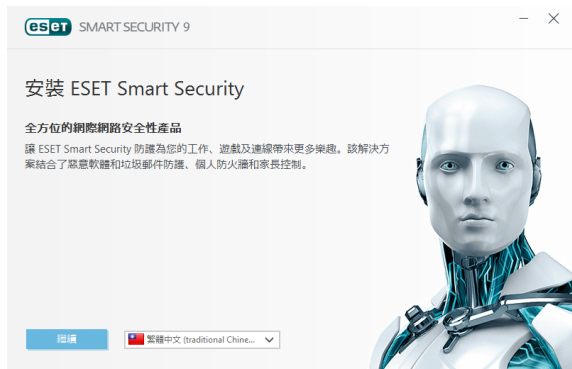 eset SMART SECURITY 9
安裝 ESET Smart Security
全方位的網際網路安全性產品
讓 ESET Smart Security 防護為您的工作、遊戲及連線帶來更多樂趣。該解決方
案結合了惡意軟體和垃圾郵件防護、個人防火牆和家長控制。
繼續
繁體中文 (traditional Chine...